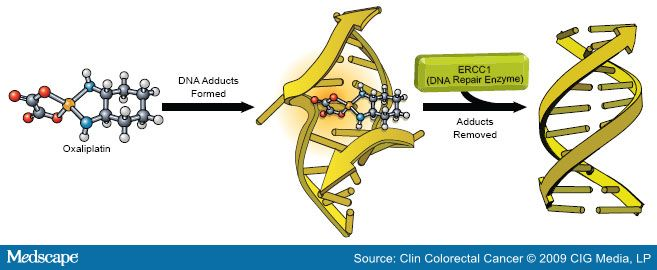 Oxaliplatin
DNA Adducts
Formed
ERCC1
(DNA Repair Enzyme)
Adducts
Removed
Medscape
Source: Clin Colorectal Cancer © 2009 CIG Media, LP